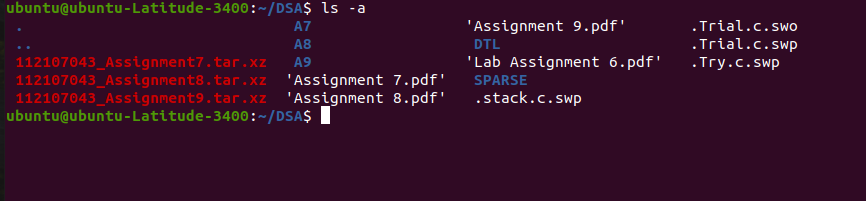 ubuntu@ubuntu-Latitude-3400:~/DSA$ ls -a
. A7 'Assignment 9.pdf' .Trial.c.swo
.. A8 DTL .Trial.c.swp
112107043_Assignment7.tar.xz A9 'Lab Assignment 6.pdf' .Try.c.swp
112107043_Assignment8.tar.xz 'Assignment 7.pdf' SPARSE
112107043_Assignment9.tar.xz 'Assignment 8.pdf' .stack.c.swp
ubuntu@ubuntu-Latitude-3400:~/DSA$